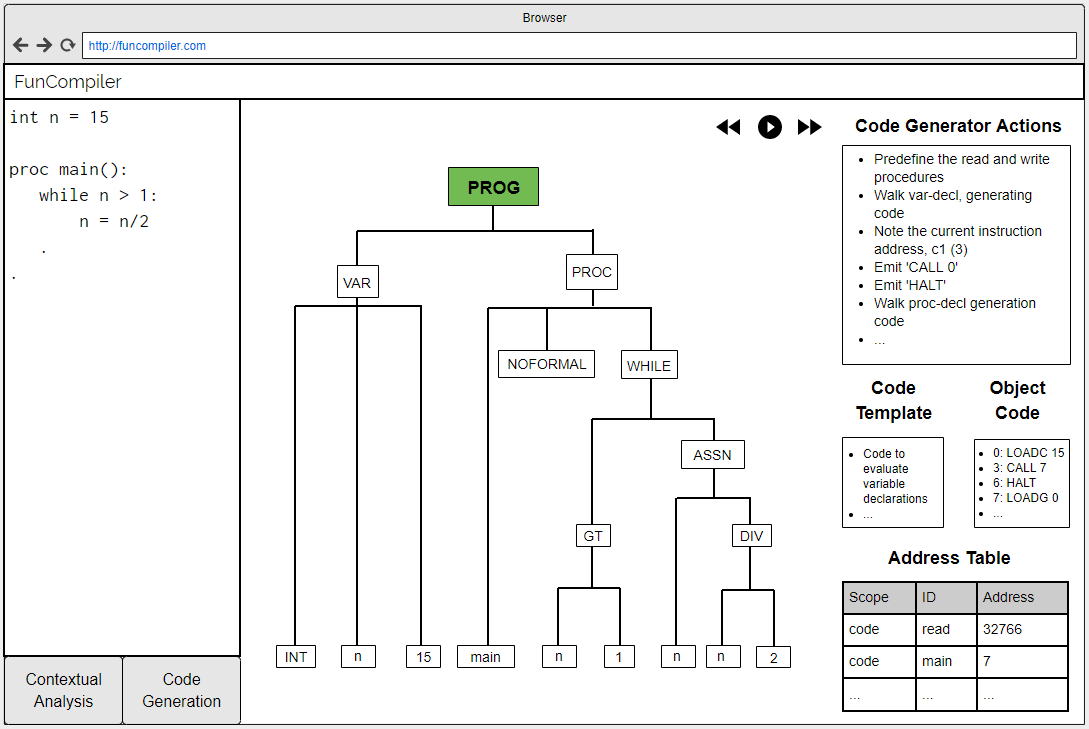 Browser
http://funcompiler.com
FunCompiler
int n = 15
proc main():
while n > 1:
n = n/2
.
.
Contextual
Analysis
Code
Generation
PROG
VAR
PROC
NOFORMAL
WHILE
ASSN
GT
DIV
INT
n
15
main
n
1
n
n
2
Code Generator Actions
• Predefine the read and write
procedures
• Walk var-decl, generating
code
• Note the current instruction
address, c1 (3)
• Emit 'CALL 0'
• Emit 'HALT'
• Walk proc-decl generation
code
• ...
Code
Template
• Code to
evaluate
variable
declarations
• ...
Object
Code
• 0: LOADC 15
• 3: CALL 7
• 6: HALT
• 7: LOADG 0
• ...
Address Table
Scope ID Address
code read 32766
code main 7
... ... ...